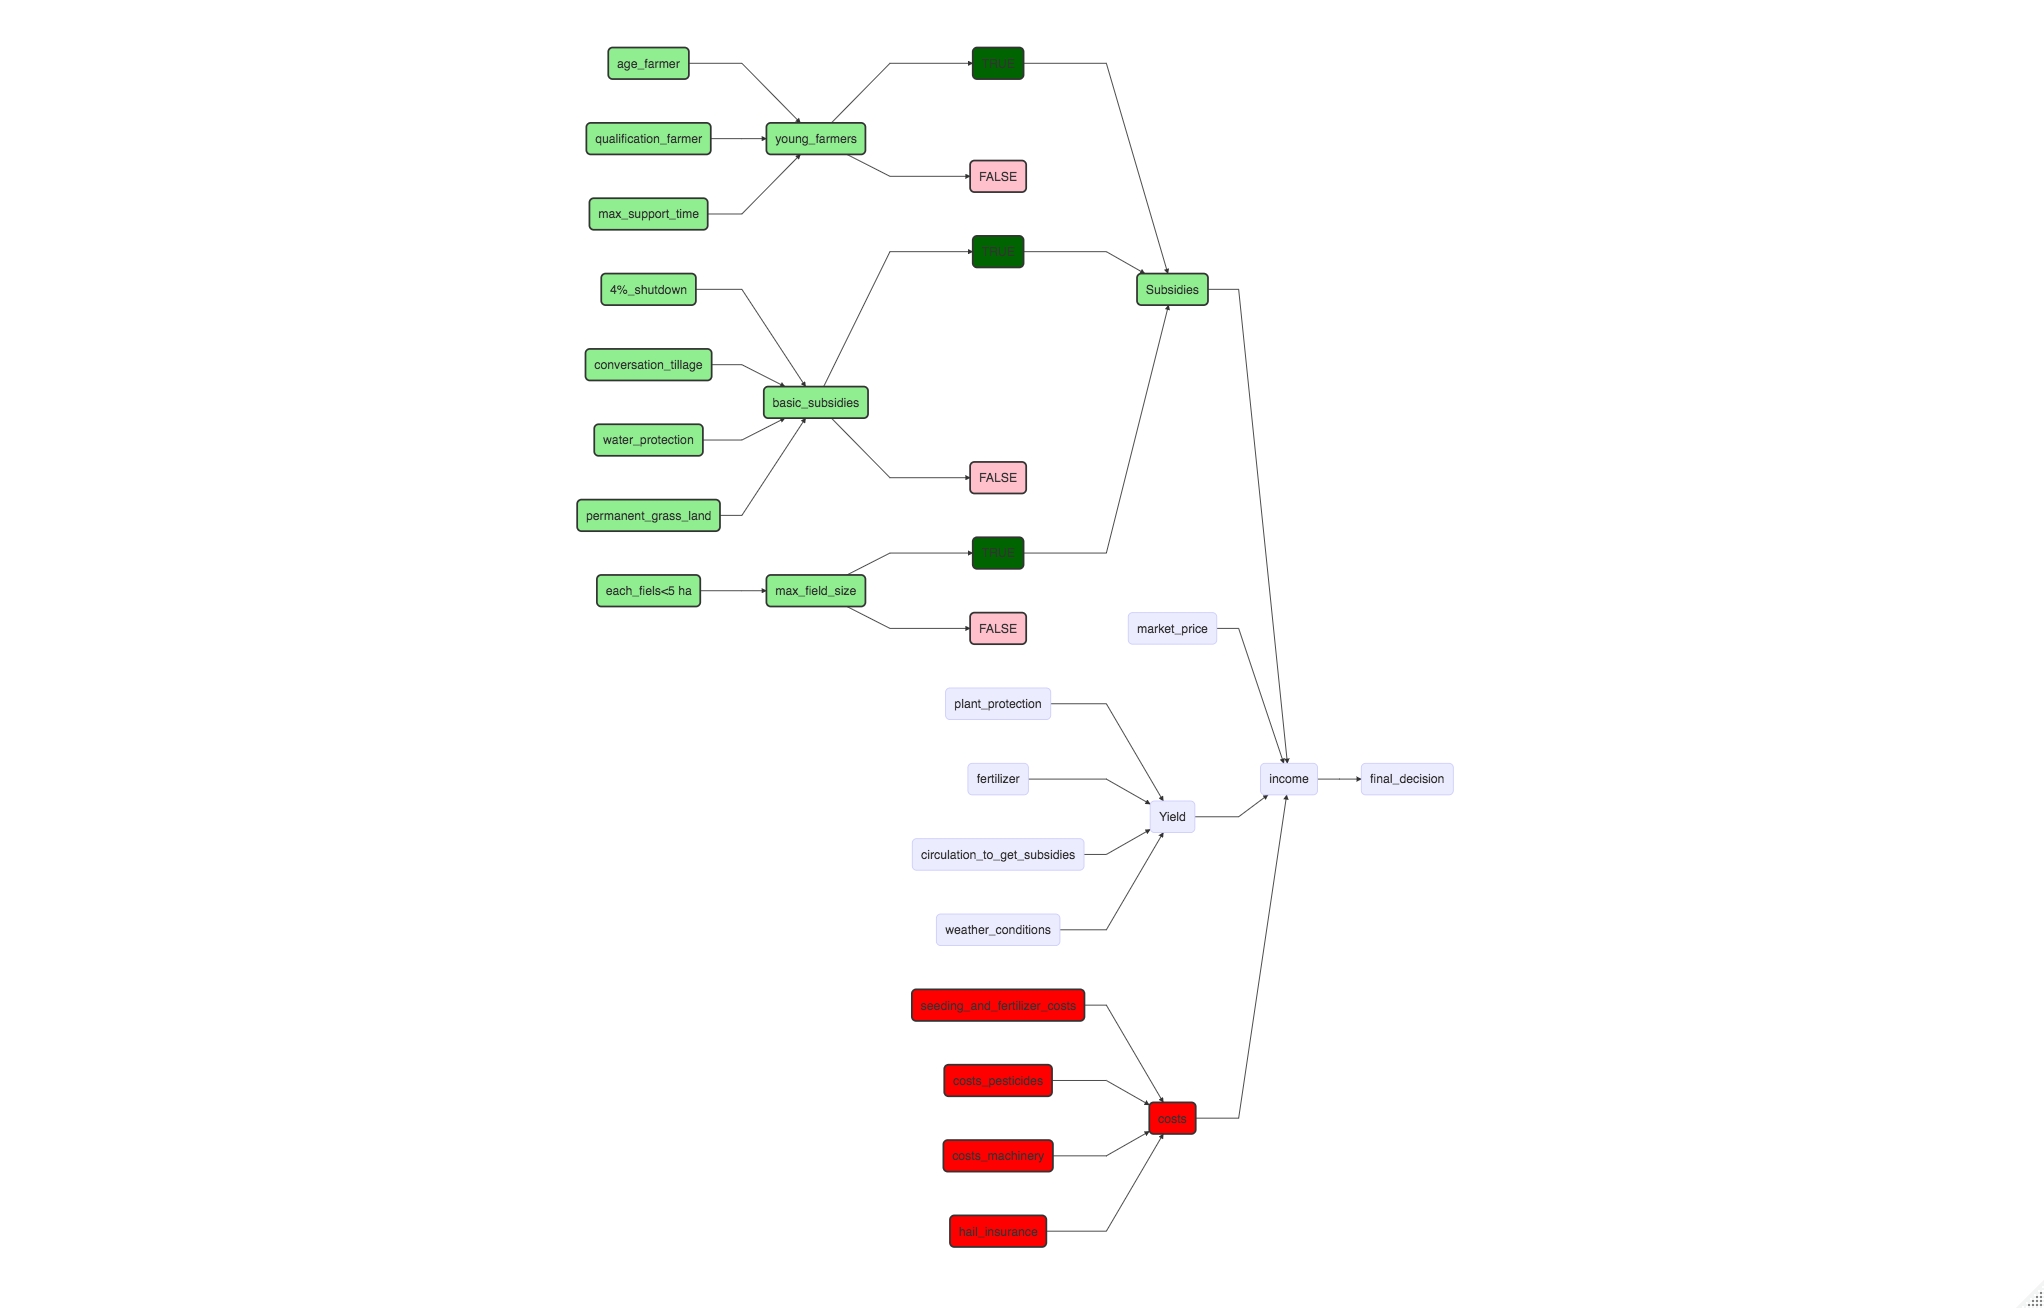 age_farmer
TRUE
qualification_farmer
young_farmers
FALSE
max_support_time
TRUE
4%_shutdown
Subsidies
conversation_tillage
basic_subsidies
water_protection
FALSE
permanent_grass_land
TRUE
each_fiels<5 ha
max_field_size
FALSE
market_price
plant_protection
fertilizer
income
final_decision
Yield
circulation_to_get_subsidies
weather_conditions
seeding_and_fertilizer_costs
costs_pesticides
costs
costs_machinery
hail_insurance